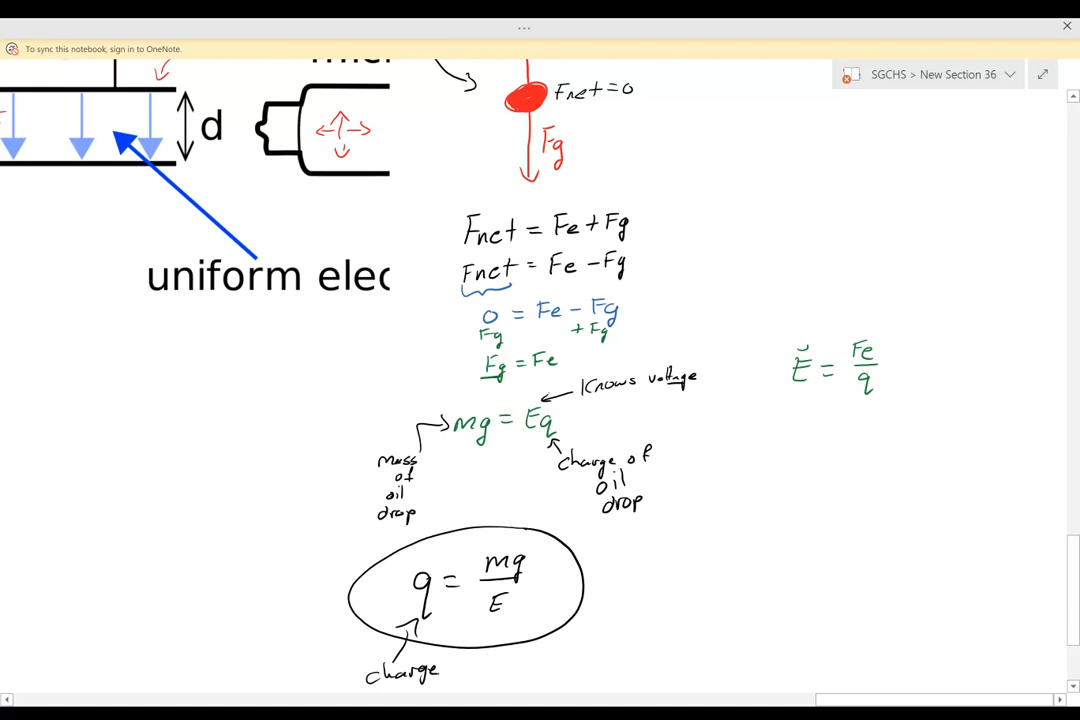 To sync this notebook, sign in to OneNote.
SGCHS > New Section 36
Fnet = 0
Fg
d
uniform elec
Fnet = Fe + Fg
Fnet = Fe - Fg
0 = Fe - Fg
Fg + Fg
Fg = Fe
Knows voltage
E = Fe/q
mg = Eq
mass of oil drop
charge of oil drop
q = mg/E
charge